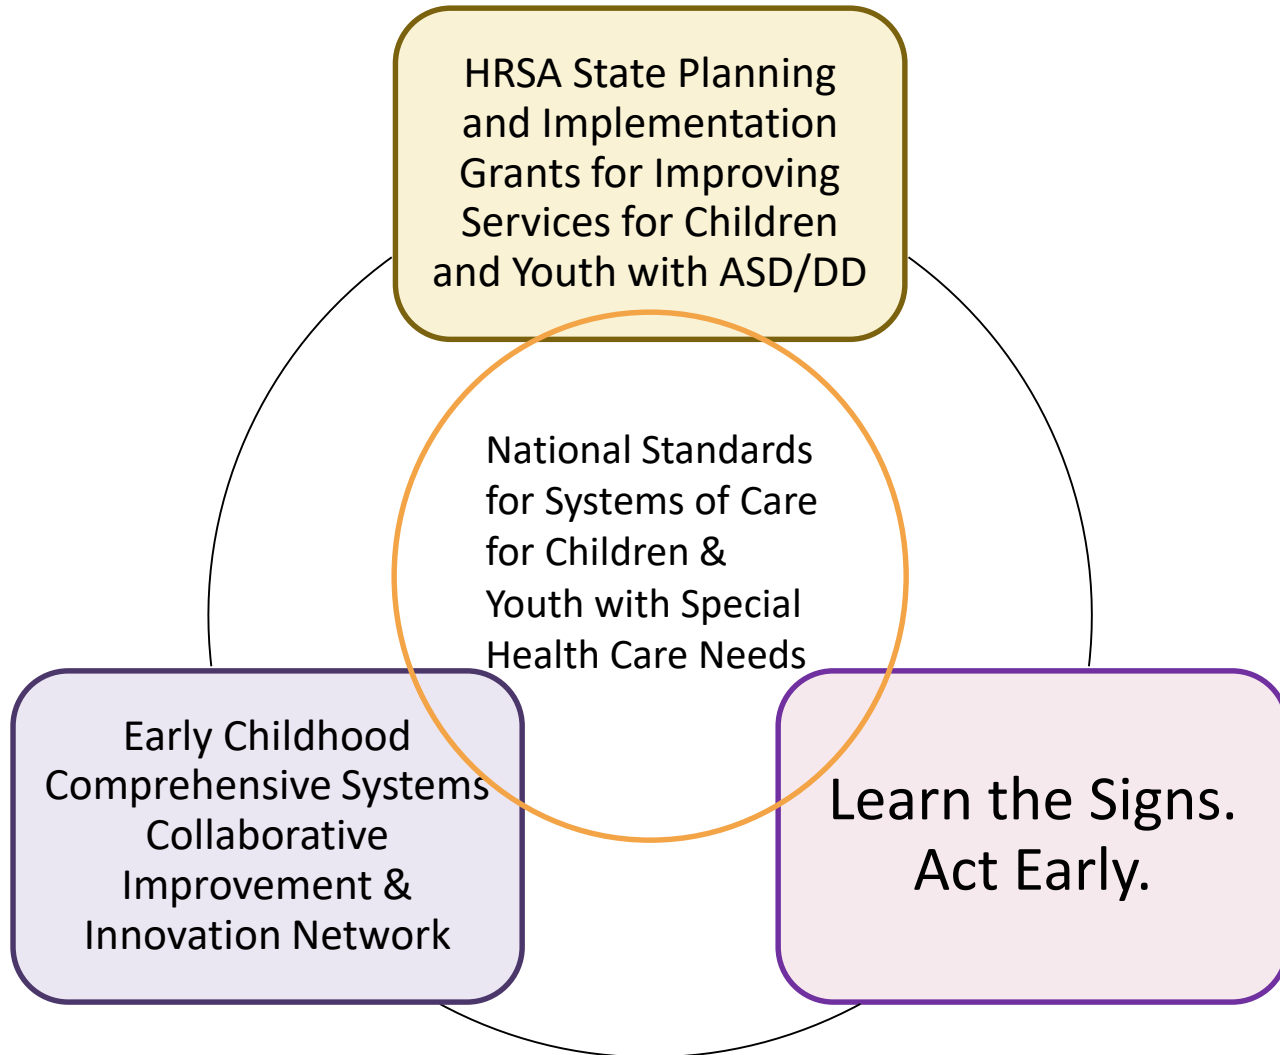 HRSA State Planning
and Implementation
Grants for Improving
Services for Children
and Youth with ASD/DD
National Standards
for Systems of Care
for Children &
Youth with Special
Health Care Needs
Early Childhood
Comprehensive Systems
Collaborative
Improvement &
Innovation Network
Learn the Signs.
Act Early.